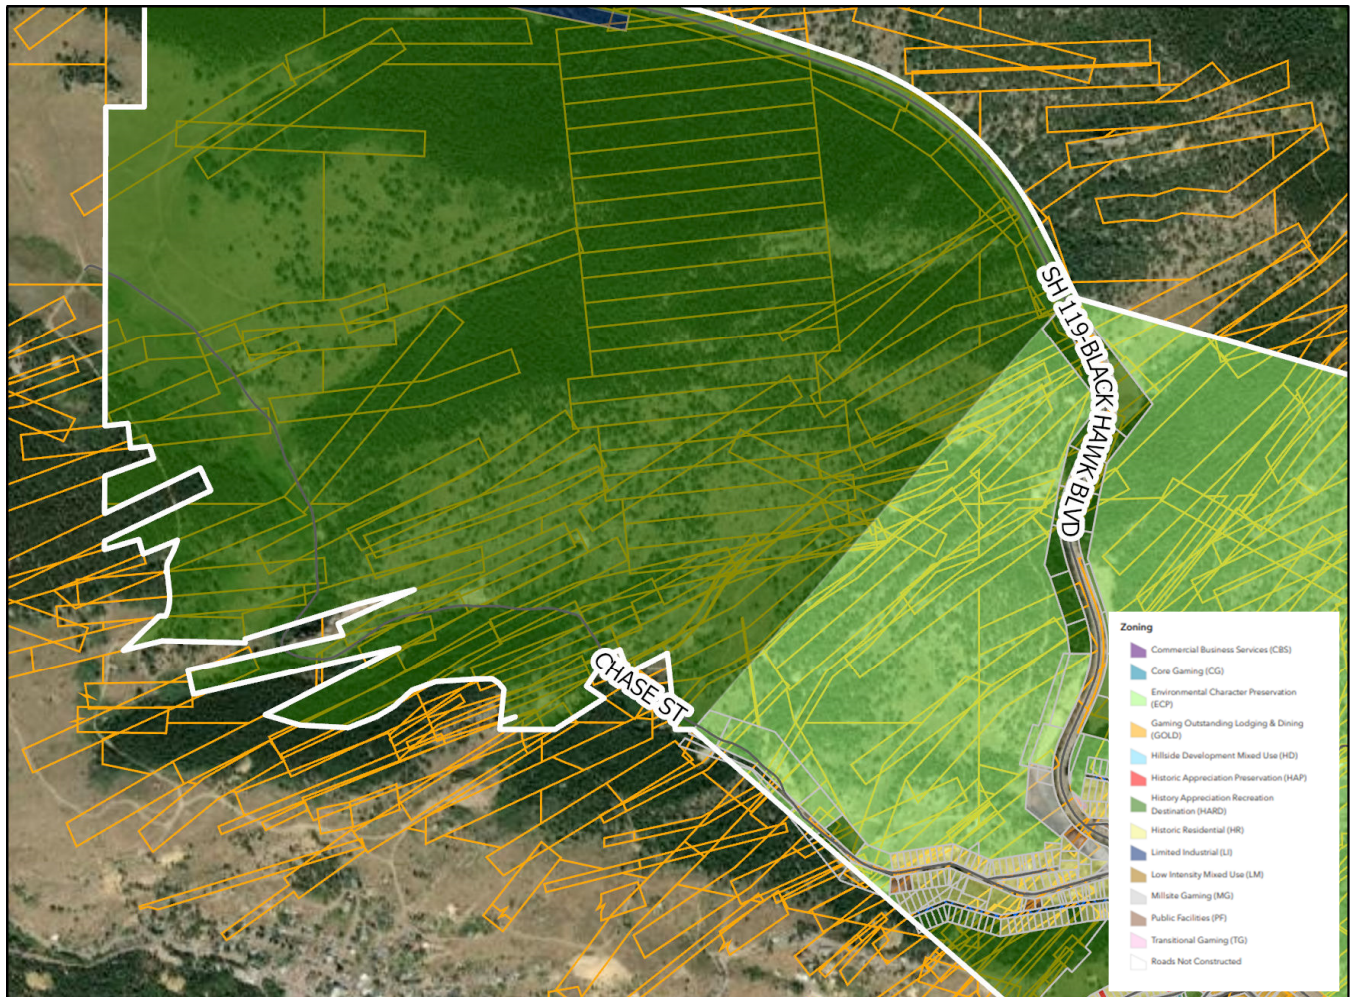 SH 119-BLACK HAWK BLVD
CHASE ST
Zoning
Commercial Business Services (CBS)
Core Gaming (CG)
Environmental Character Preservation
(ECP)
Gaming Outstanding Lodging & Dining
(GOLD)
Hillside Development Mixed Use (HD)
Historic Appreciation Preservation (HAP)
History Appreciation Recreation
Destination (HARD)
Historic Residential (HR)
Limited Industrial (LI)
Low Intensity Mixed Use (LM)
Millsite Gaming (MG)
Public Facilities (PF)
Transitional Gaming (TG)
Roads Not Constructed